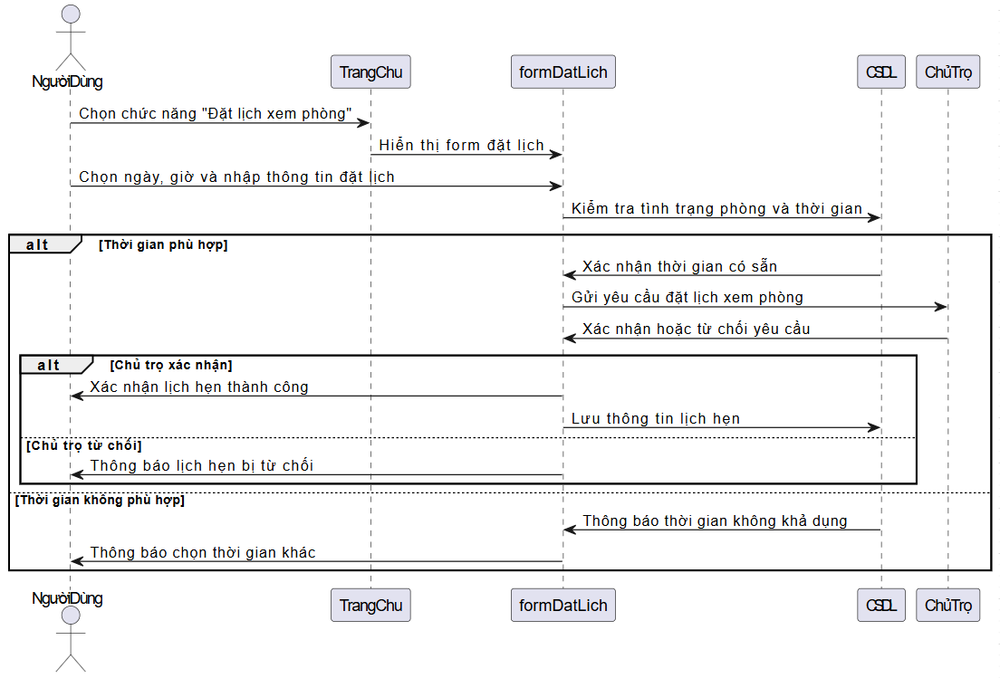 NgườiDùng
TrangChu
formDatLich
CSDL
ChủTrọ
Chọn chức năng "Đặt lịch xem phòng"
Hiển thị form đặt lịch
Chọn ngày, giờ và nhập thông tin đặt lịch
Kiểm tra tình trạng phòng và thời gian
alt [Thời gian phù hợp]
Xác nhận thời gian có sẵn
Gửi yêu cầu đặt lịch xem phòng
Xác nhận hoặc từ chối yêu cầu
alt [Chủ trọ xác nhận]
Xác nhận lịch hẹn thành công
Lưu thông tin lịch hẹn
[Chủ trọ từ chối]
Thông báo lịch hẹn bị từ chối
[Thời gian không phù hợp]
Thông báo thời gian không khả dụng
Thông báo chọn thời gian khác
NgườiDùng
TrangChu
formDatLich
CSDL
ChủTrọ